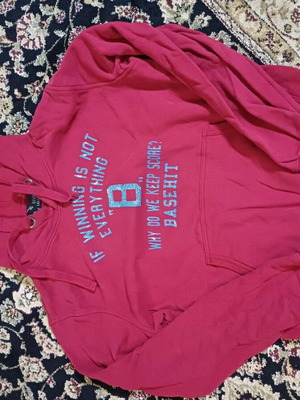 IF WINNING IS NOT
EVERYTHING
"B"
WHY DO WE KEEP SCORE?
BASEHIT